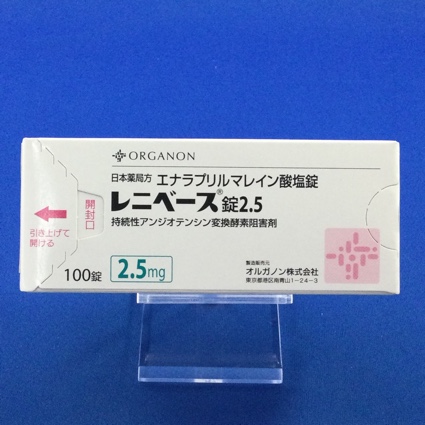 ORGANON
日本薬局方 エナラプリルマレイン酸塩錠
レニベース®錠2.5
持続性アンジオテンシン変換酵素阻害剤
開封口
引き上げて
開ける
100錠
2.5mg
製造販売元
オルガノン株式会社
東京都港区南青山1-24-3